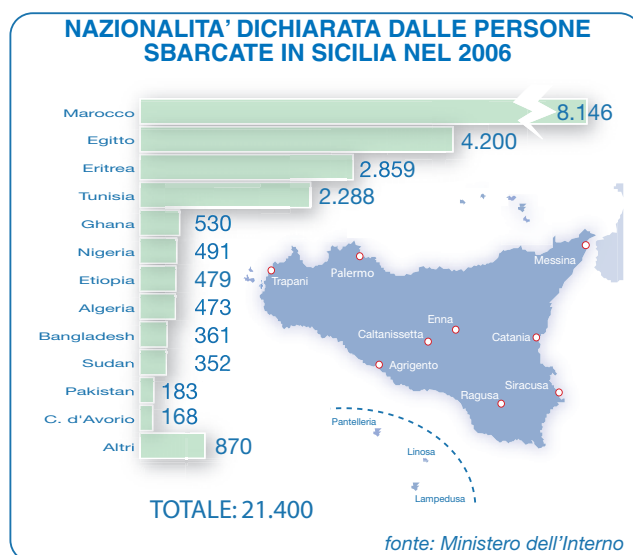 NAZIONALITA' DICHIARATA DALLE PERSONE
SBARCATE IN SICILIA NEL 2006
Marocco 8.146
Egitto 4.200
Eritrea 2.859
Tunisia 2.288
Ghana 530
Nigeria 491
Etiopia 479
Algeria 473
Bangladesh 361
Sudan 352
Pakistan 183
C. d'Avorio 168
Altri 870
Messina
Palermo
Trapani
Enna
Caltanissetta
Catania
Agrigento
Siracusa
Ragusa
Pantelleria
Linosa
Lampedusa
TOTALE: 21.400
fonte: Ministero dell'Interno